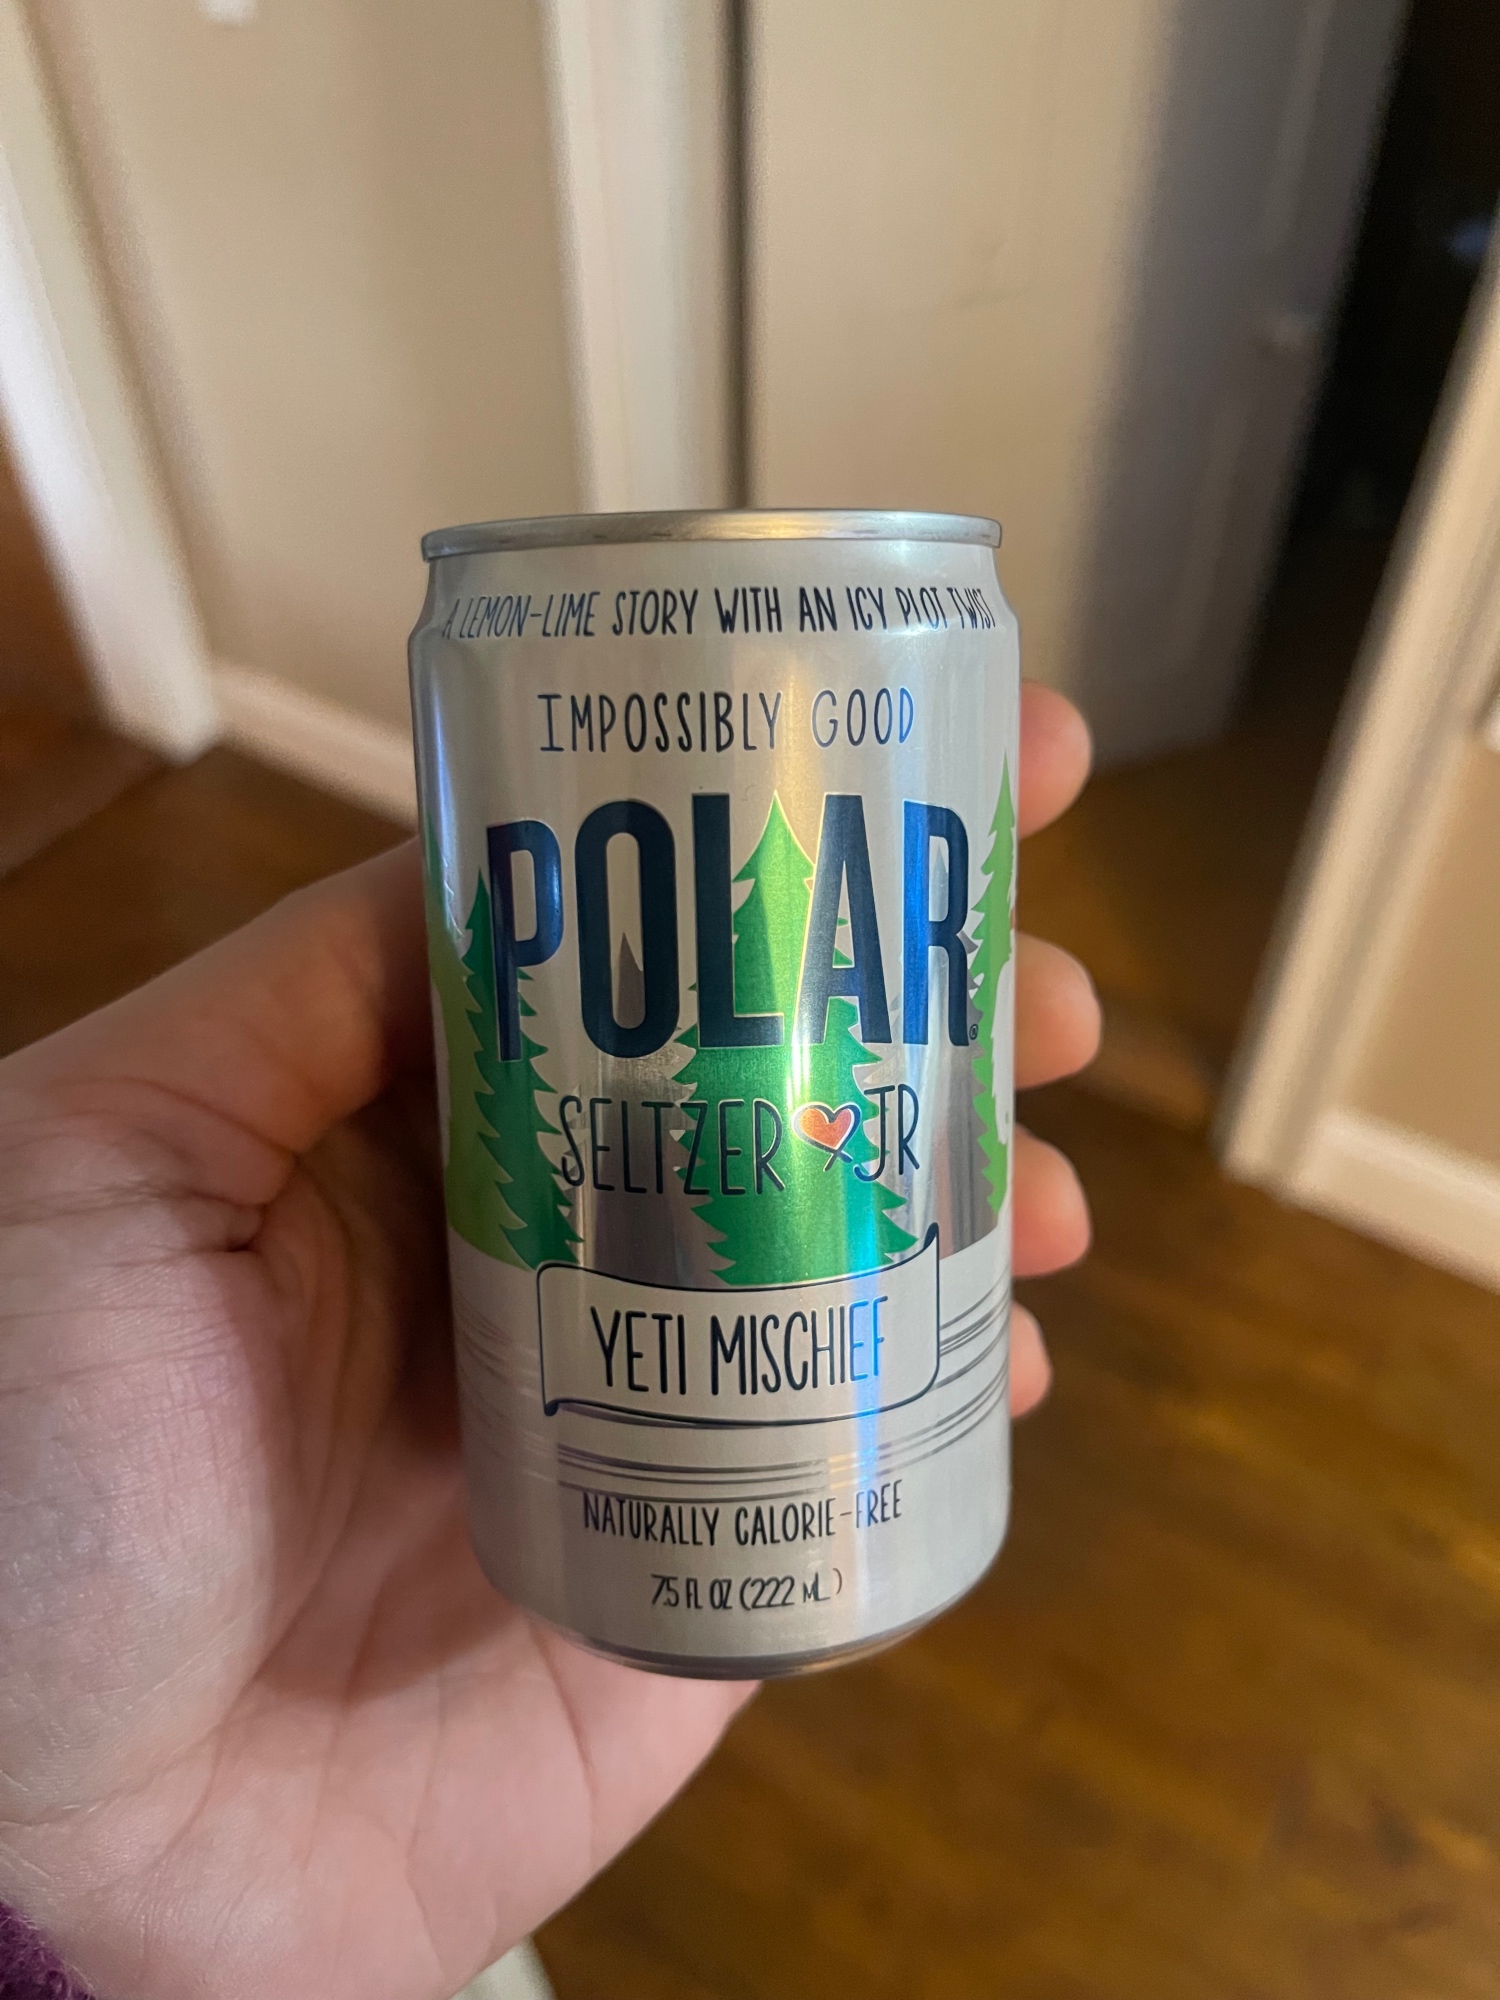 A LEMON-LIME STORY WITH AN ICY PLOT TWIST
IMPOSSIBLY GOOD
POLAR®
SELTZER JR
YETI MISCHIEF
NATURALLY CALORIE-FREE
7.5 FL OZ (222 mL)